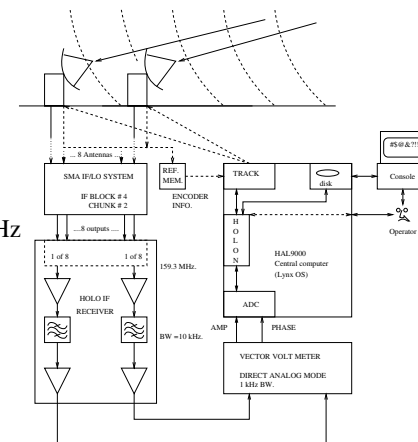 ... 8 Antennas ...
SMA IF/LO SYSTEM
IF BLOCK # 4
CHUNK # 2
REF.
MEM.
ENCODER
INFO.
TRACK
disk
#$@&?!!
Console
Operator
....8 outputs ....
Hz
1 of 8
1 of 8
159.3 MHz.
HOLO IF
RECEIVER
BW =10 kHz.
H
O
L
O
N
HAL9000
Central computer
(Lynx OS)
ADC
AMP
PHASE
VECTOR VOLT METER
DIRECT ANALOG MODE
1 kHz BW.